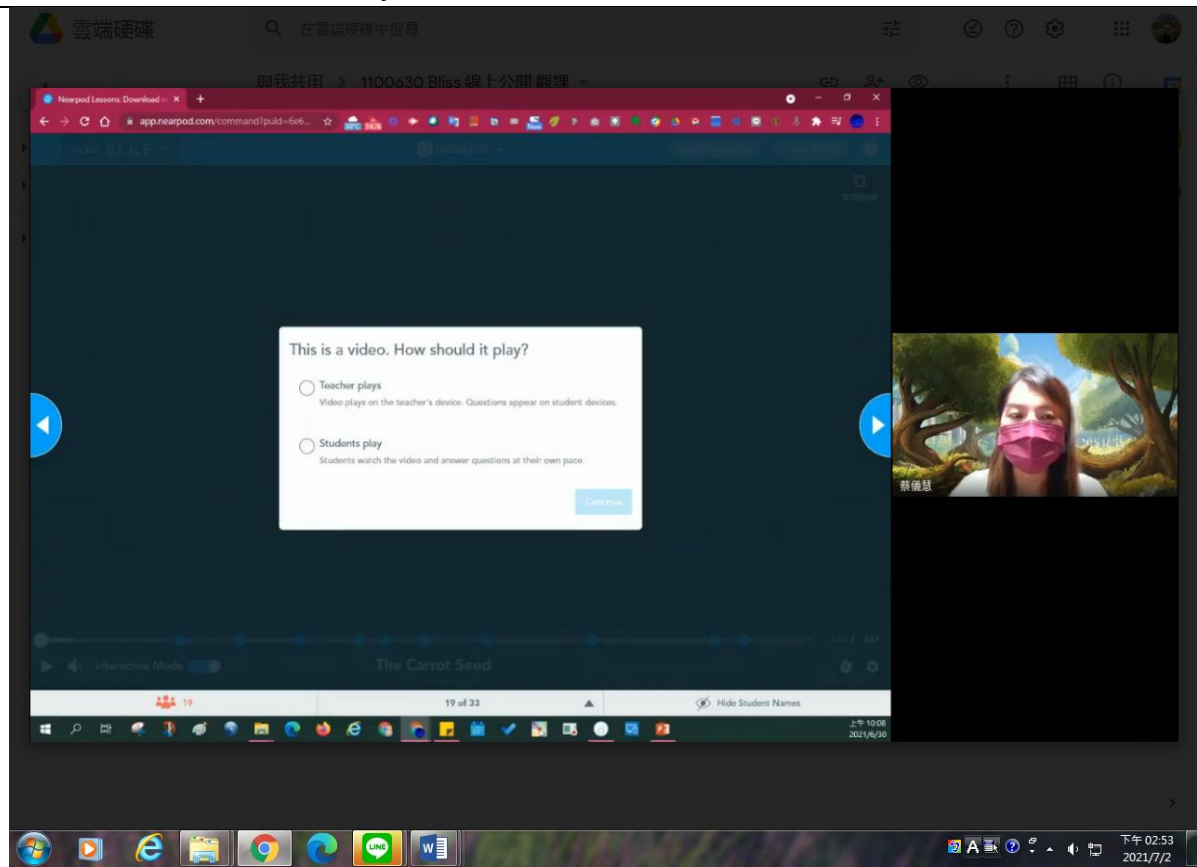 雲端硬碟
在雲端硬碟中搜尋
與我共用 > 1100630 Bliss 線上公開 觀課
Nearpod Lessons: Download
app.nearpod.com/command?puid=6e6...
nearpod
This is a video. How should it play?
Teacher plays
Video plays on the teacher's device. Questions appear on student devices.
Students play
Students watch the video and answer questions at their own pace.
Continue
蔡儀慧
Interactive Mode
The Carrot Seed
19
19 of 33
Hide Student Names
上午 10:08
2021/6/30
LINE
下午 02:53
2021/7/2